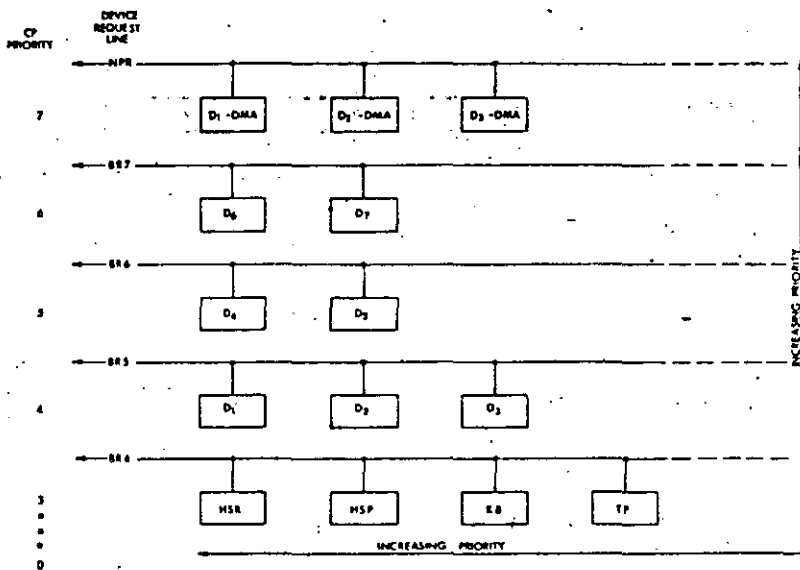 CP
PRIORITY
DEVICE
REQUEST
LINE
NPR
7
D1-DMA
D2-DMA
D3-DMA
BR7
6
D6
D7
BR6
5
D4
D5
BR5
4
D1
D2
D3
BR4
3
0
HSR
HSP
KB
TP
INCREASING PRIORITY
INCREASING PRIORITY